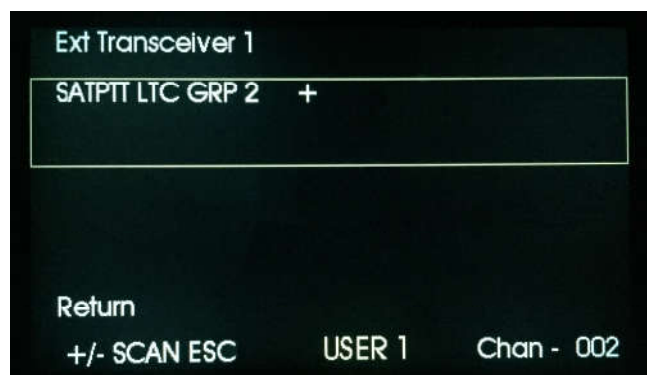 Ext Transceiver 1
SATPTT LTC GRP 2 +
Return
+/- SCAN ESC USER 1 Chan - 002